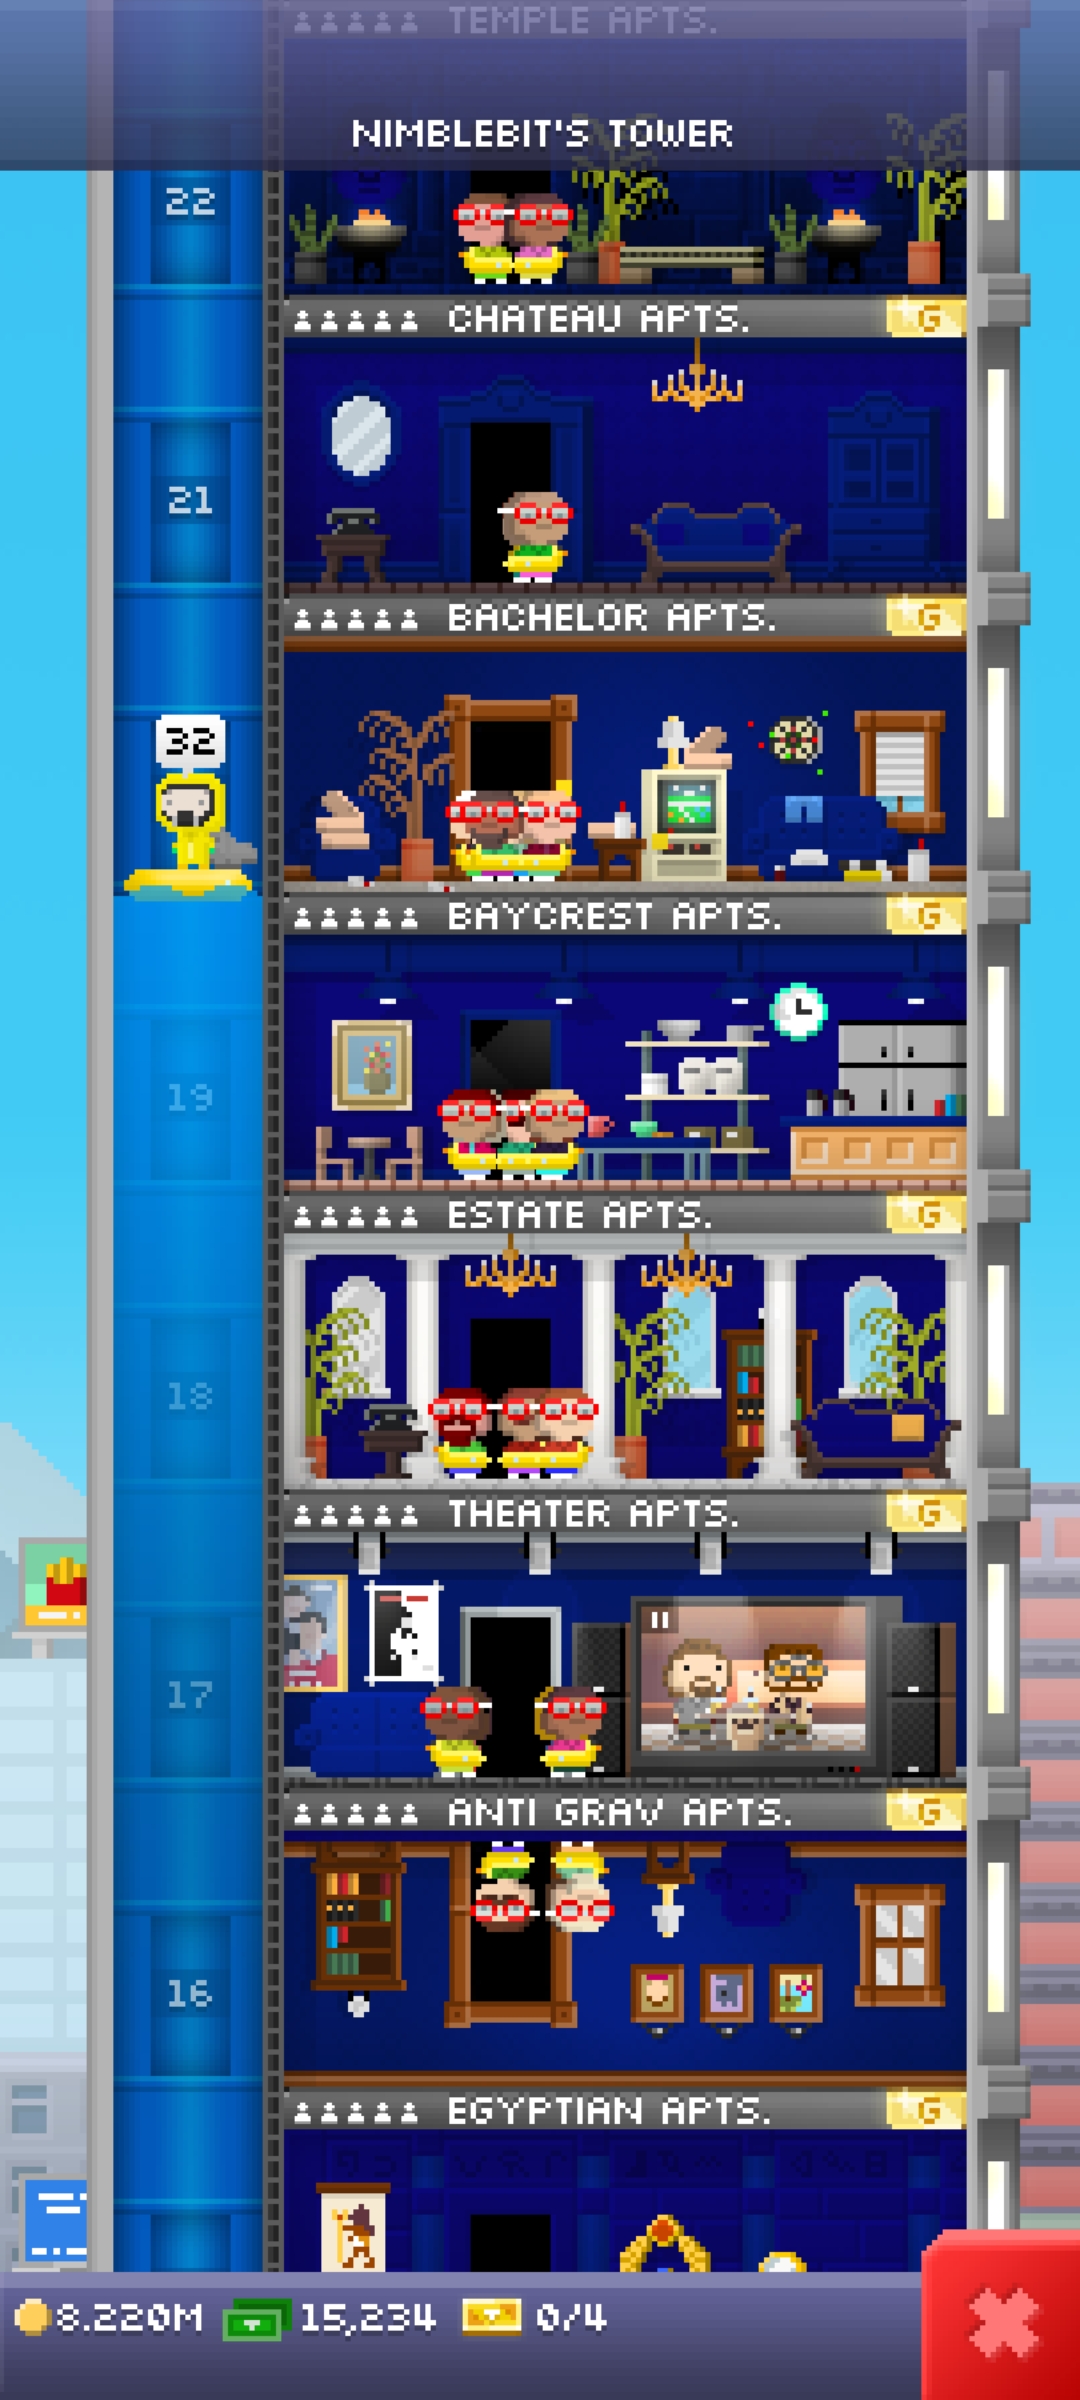 TEMPLE APTS.
NIMBLEBIT'S TOWER
22
CHATEAU APTS.
G
21
BACHELOR APTS.
G
32
BAYCREST APTS.
G
19
ESTATE APTS.
G
18
THEATER APTS.
G
17
ANTI GRAV APTS.
G
16
EGYPTIAN APTS.
G
8.220M
15,234
0/4